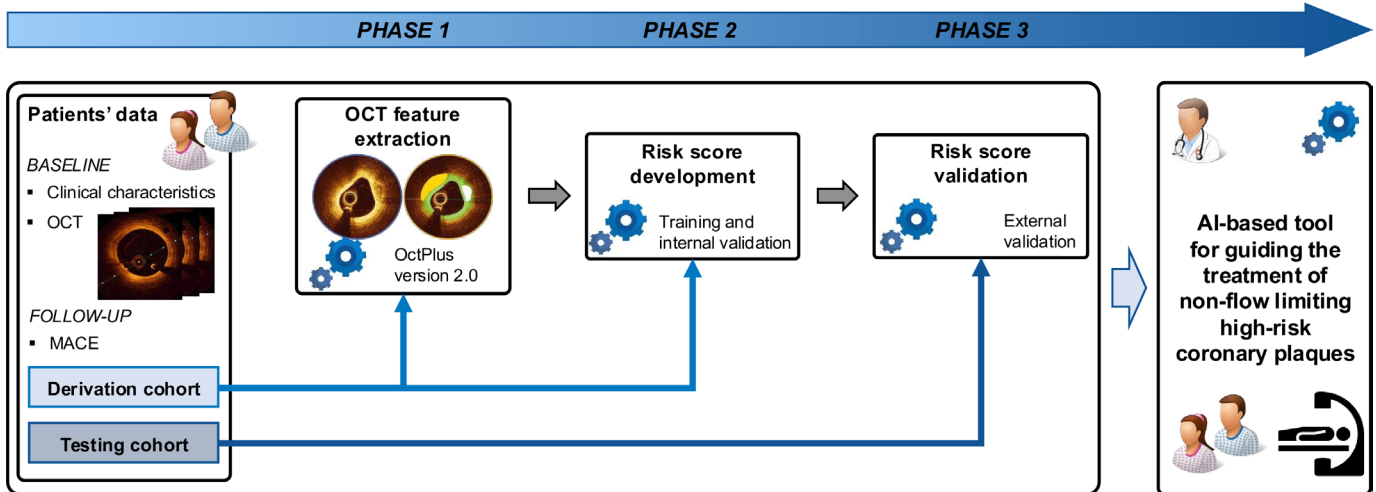 PHASE 1
PHASE 2
PHASE 3
Patients’ data
BASELINE
▪ Clinical characteristics
▪ OCT
FOLLOW-UP
▪ MACE
Derivation cohort
Testing cohort
OCT feature
extraction
OctPlus
version 2.0
Risk score
development
Training and
internal validation
Risk score
validation
External
validation
AI-based tool
for guiding the
treatment of
non-flow limiting
high-risk
coronary plaques